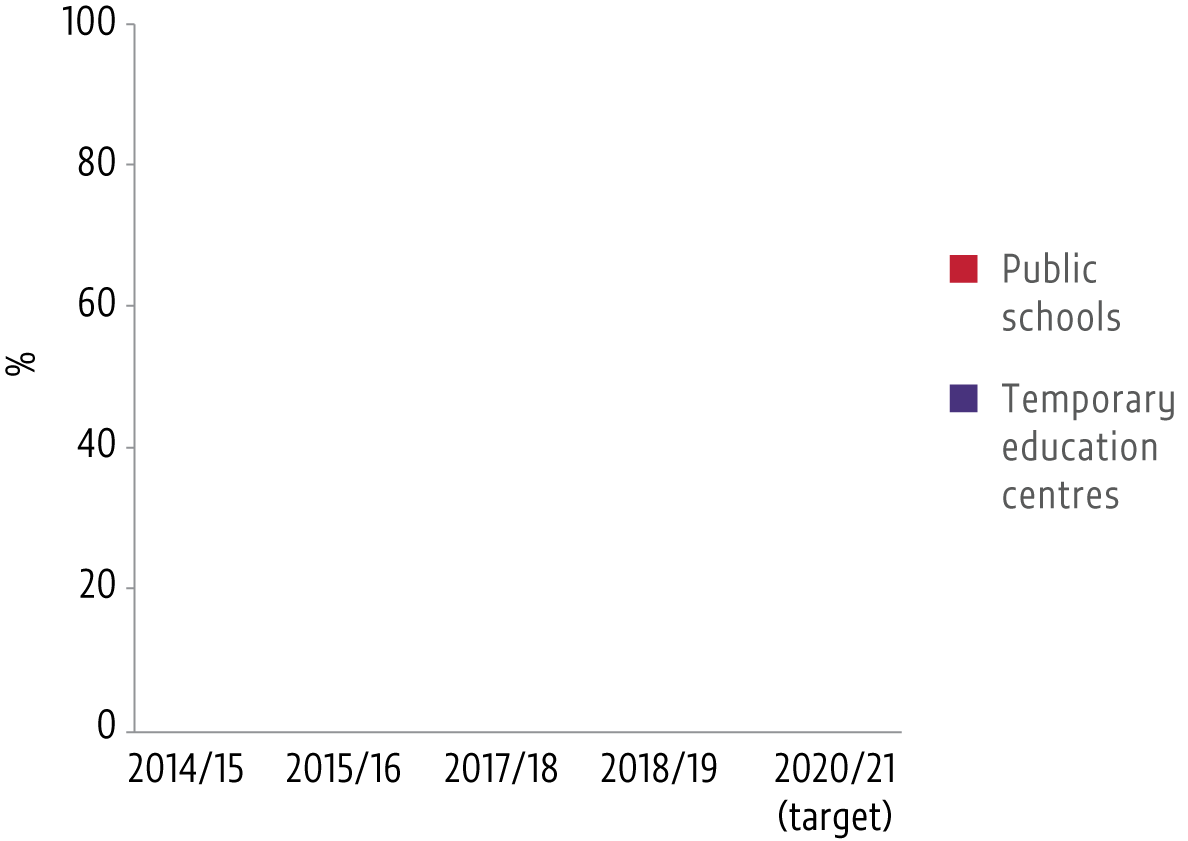 100
80
60
40
20
0
%
2014/15 2015/16 2017/18 2018/19 2020/21
(target)
Public
schools
Temporary
education
centres